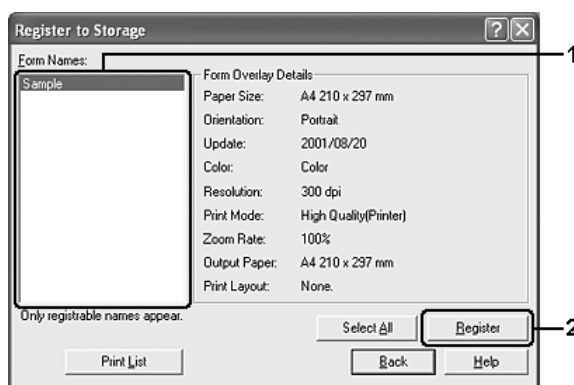 Register to Storage
Form Names:
1
Sample
Form Overlay Details
Paper Size: A4 210 x 297 mm
Orientation: Portrait
Update: 2001/08/20
Color: Color
Resolution: 300 dpi
Print Mode: High Quality(Printer)
Zoom Rate: 100%
Output Paper: A4 210 x 297 mm
Print Layout: None.
Only registrable names appear.
Select All Register
2
Print List Back Help